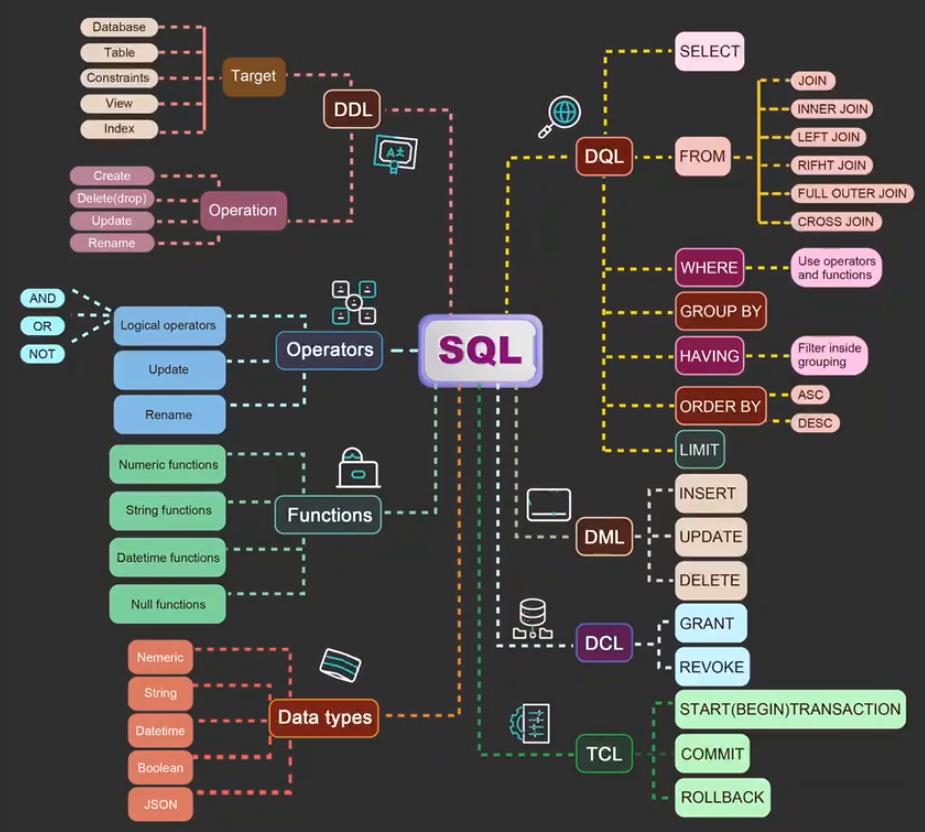 Database
Table
Constraints
View
Index
Target
DDL
A±
Create
Delete(drop)
Update
Rename
Operation
AND
OR
NOT
Logical operators
Update
Rename
Operators
SQL
Numeric functions
String functions
Datetime functions
Null functions
Functions
Nemeric
String
Datetime
Boolean
JSON
Data types
DQL
SELECT
FROM
JOIN
INNER JOIN
LEFT JOIN
RIFHT JOIN
FULL OUTER JOIN
CROSS JOIN
WHERE
Use operators
and functions
GROUP BY
HAVING
Filter inside
grouping
ORDER BY
ASC
DESC
LIMIT
DML
INSERT
UPDATE
DELETE
DCL
GRANT
REVOKE
TCL
START(BEGIN)TRANSACTION
COMMIT
ROLLBACK